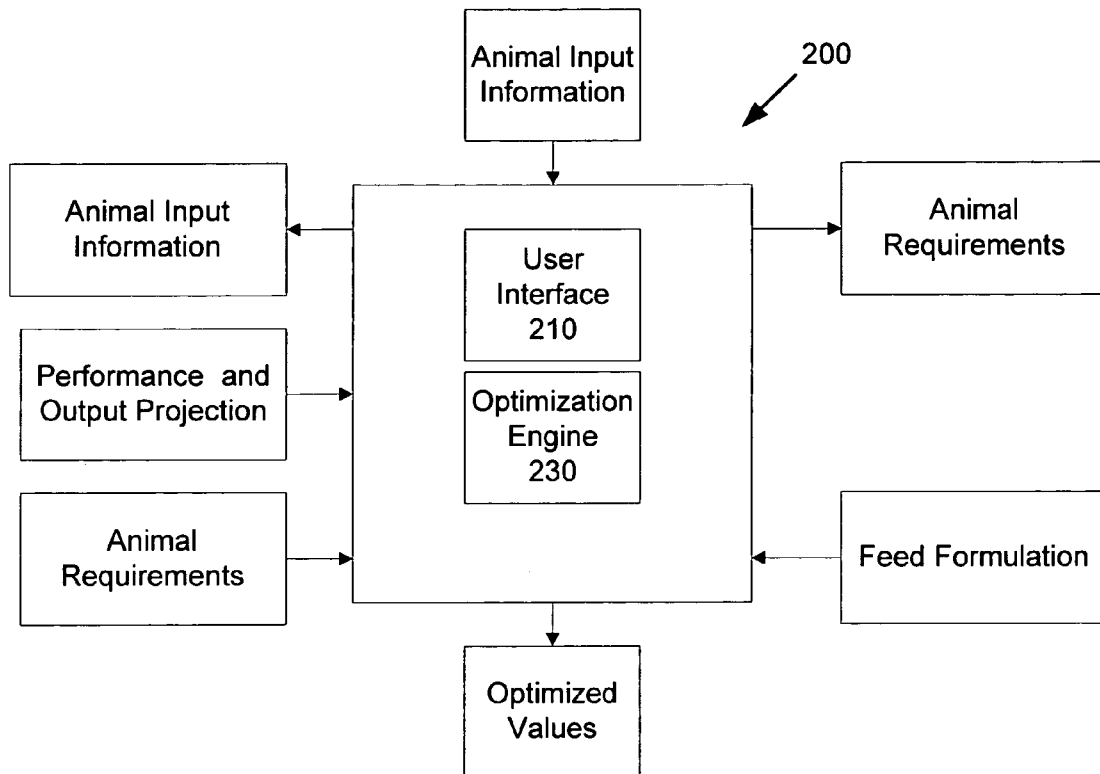 Animal Input
Information
200
Animal Input
Information
Animal
Requirements
User
Interface
210
Performance and
Output Projection
Optimization
Engine
230
Animal
Requirements
Feed Formulation
Optimized
Values